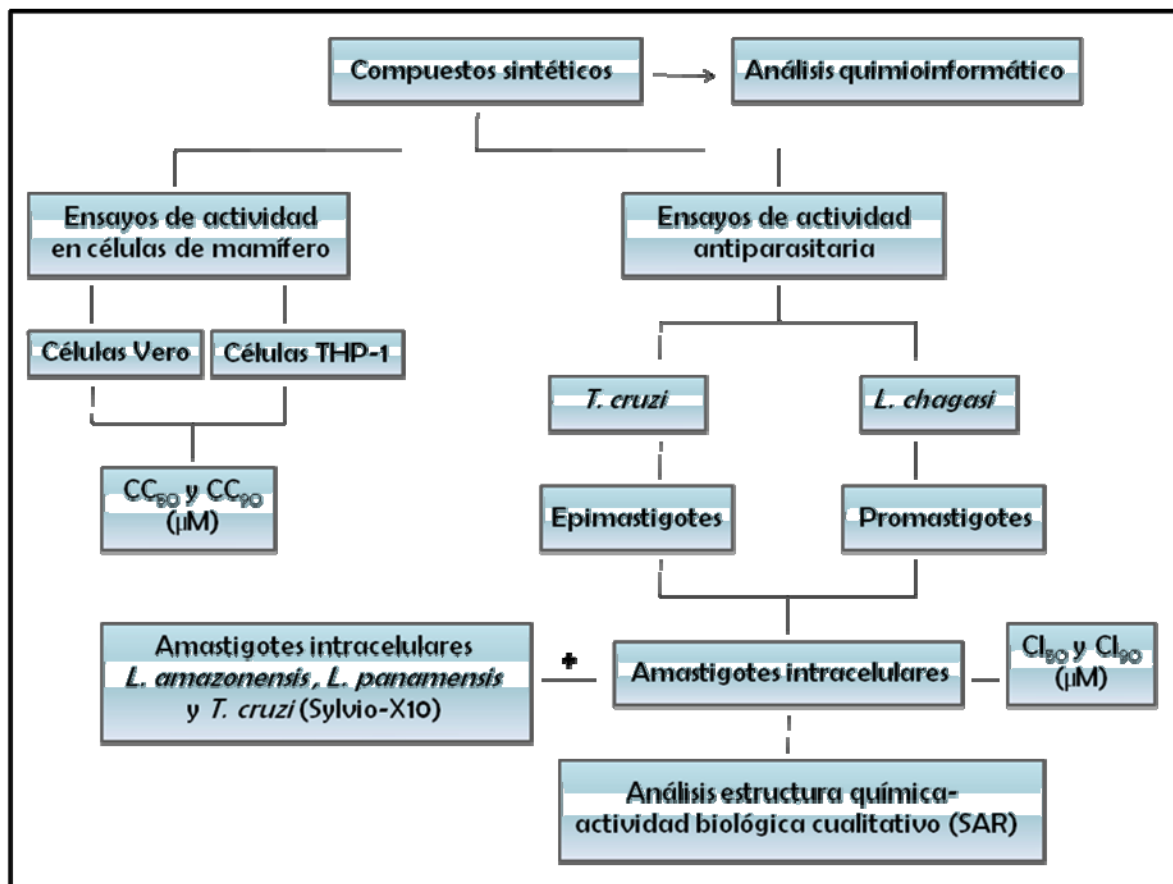 Compuestos sintéticos
Análisis quimioinformático
Ensayos de actividad
en células de mamífero
Ensayos de actividad
antiparasitaria
Células Vero
Células THP-1
T. cruzi
L. chagasi
CC₅₀ y CC₉₀
(µM)
Epimastigotes
Promastigotes
Amastigotes intracelulares
L. amazonensis, L. panamensis
y T. cruzi (Sylvio-X10)
+
Amastigotes intracelulares
CI₅₀ y CI₉₀
(µM)
Análisis estructura química-
actividad biológica cualitativo (SAR)